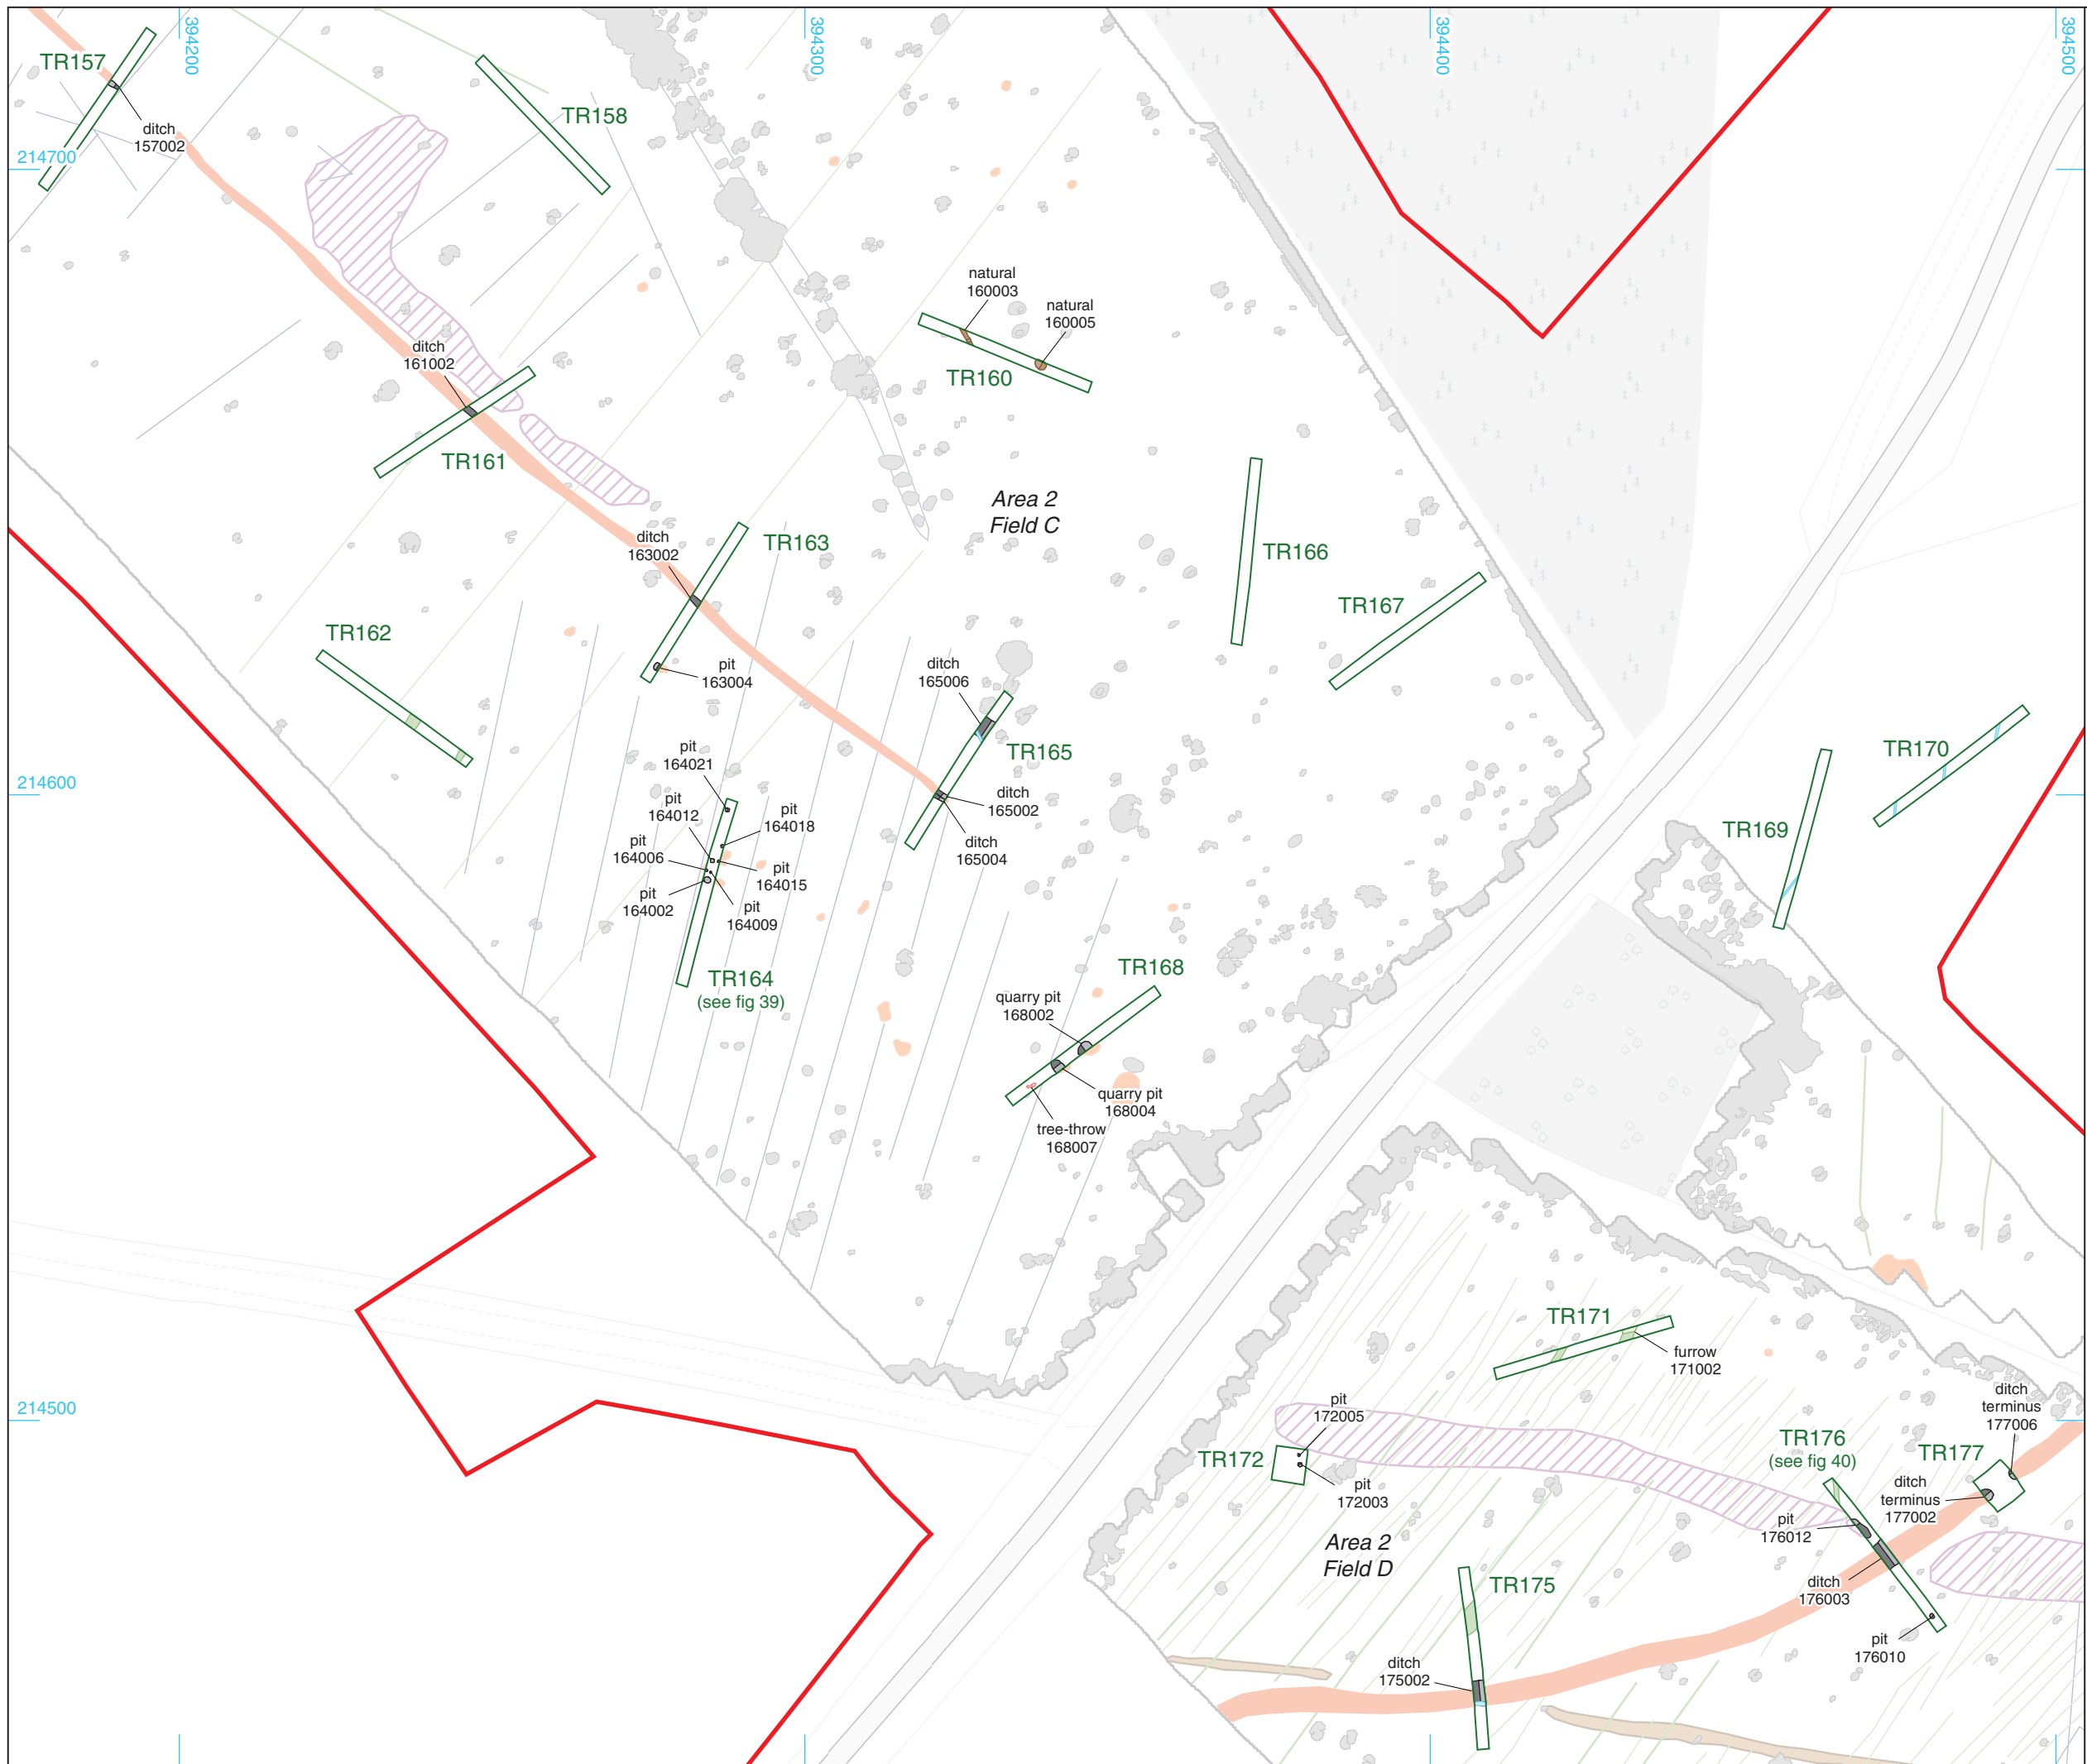 394200
394300
394400
394500
TR157
ditch
157002
TR158
214700
natural
160003
natural
160005
TR160
ditch
161002
TR161
Area 2
Field C
ditch
163002
TR163
TR166
TR167
TR162
pit
163004
ditch
165006
TR165
214600
ditch
165002
ditch
165004
pit
164021
pit
164012
pit
164018
pit
164006
pit
164015
pit
164002
pit
164009
TR164
(see fig 39)
TR170
TR169
TR168
quarry pit
168002
quarry pit
168004
tree-throw
168007
TR171
furrow
171002
214500
pit
172005
TR172
pit
172003
Area 2
Field D
ditch
terminus
177006
TR176
(see fig 40)
TR177
ditch
terminus
177002
pit
176012
ditch
176003
TR175
pit
176010
ditch
175002